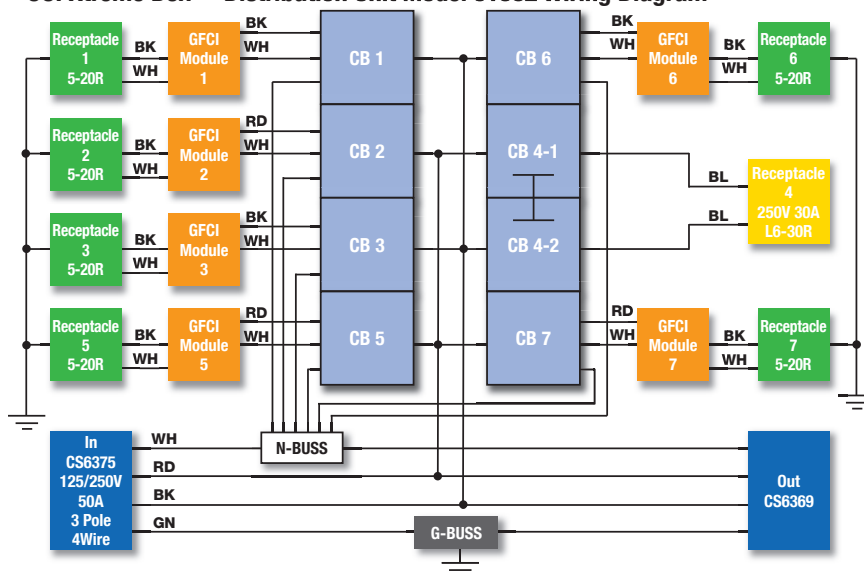 Distribution Unit Model Wiring Diagram
Receptacle
1
5-20R
BK
WH
GFCI
Module
1
BK
WH
CB 1
CB 6
BK
WH
GFCI
Module
6
BK
WH
Receptacle
6
5-20R
Receptacle
2
5-20R
BK
WH
GFCI
Module
2
RD
WH
CB 2
CB 4-1
BL
Receptacle
4
250V 30A
L6-30R
Receptacle
3
5-20R
BK
WH
GFCI
Module
3
BK
WH
CB 3
CB 4-2
BL
Receptacle
5
5-20R
BK
WH
GFCI
Module
5
RD
WH
CB 5
CB 7
RD
WH
GFCI
Module
7
BK
WH
Receptacle
7
5-20R
In
CS6375
125/250V
50A
3 Pole
4Wire
WH
RD
BK
GN
N-BUSS
G-BUSS
Out
CS6369